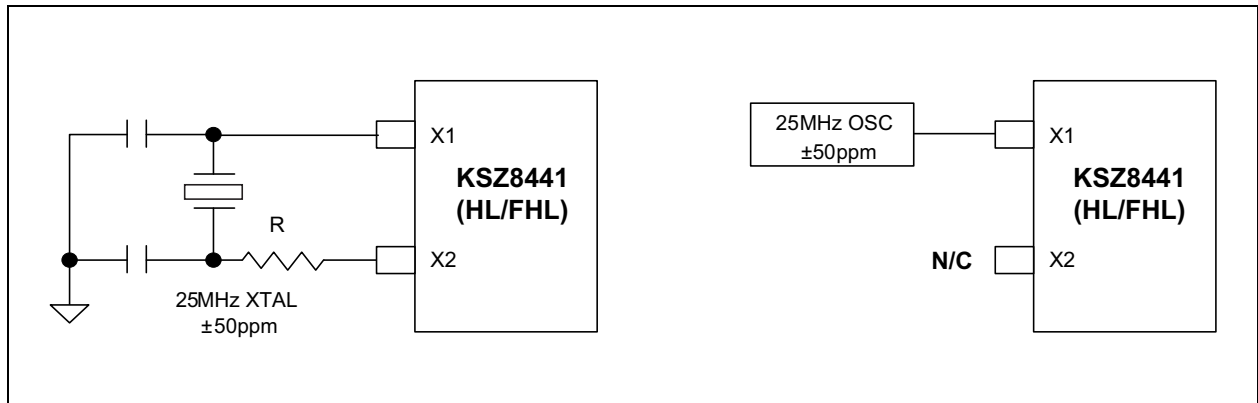 X1
KSZ8441
(HL/FHL)
R
X2
25MHz XTAL
±50ppm
25MHz OSC
±50ppm
X1
KSZ8441
(HL/FHL)
N/C
X2